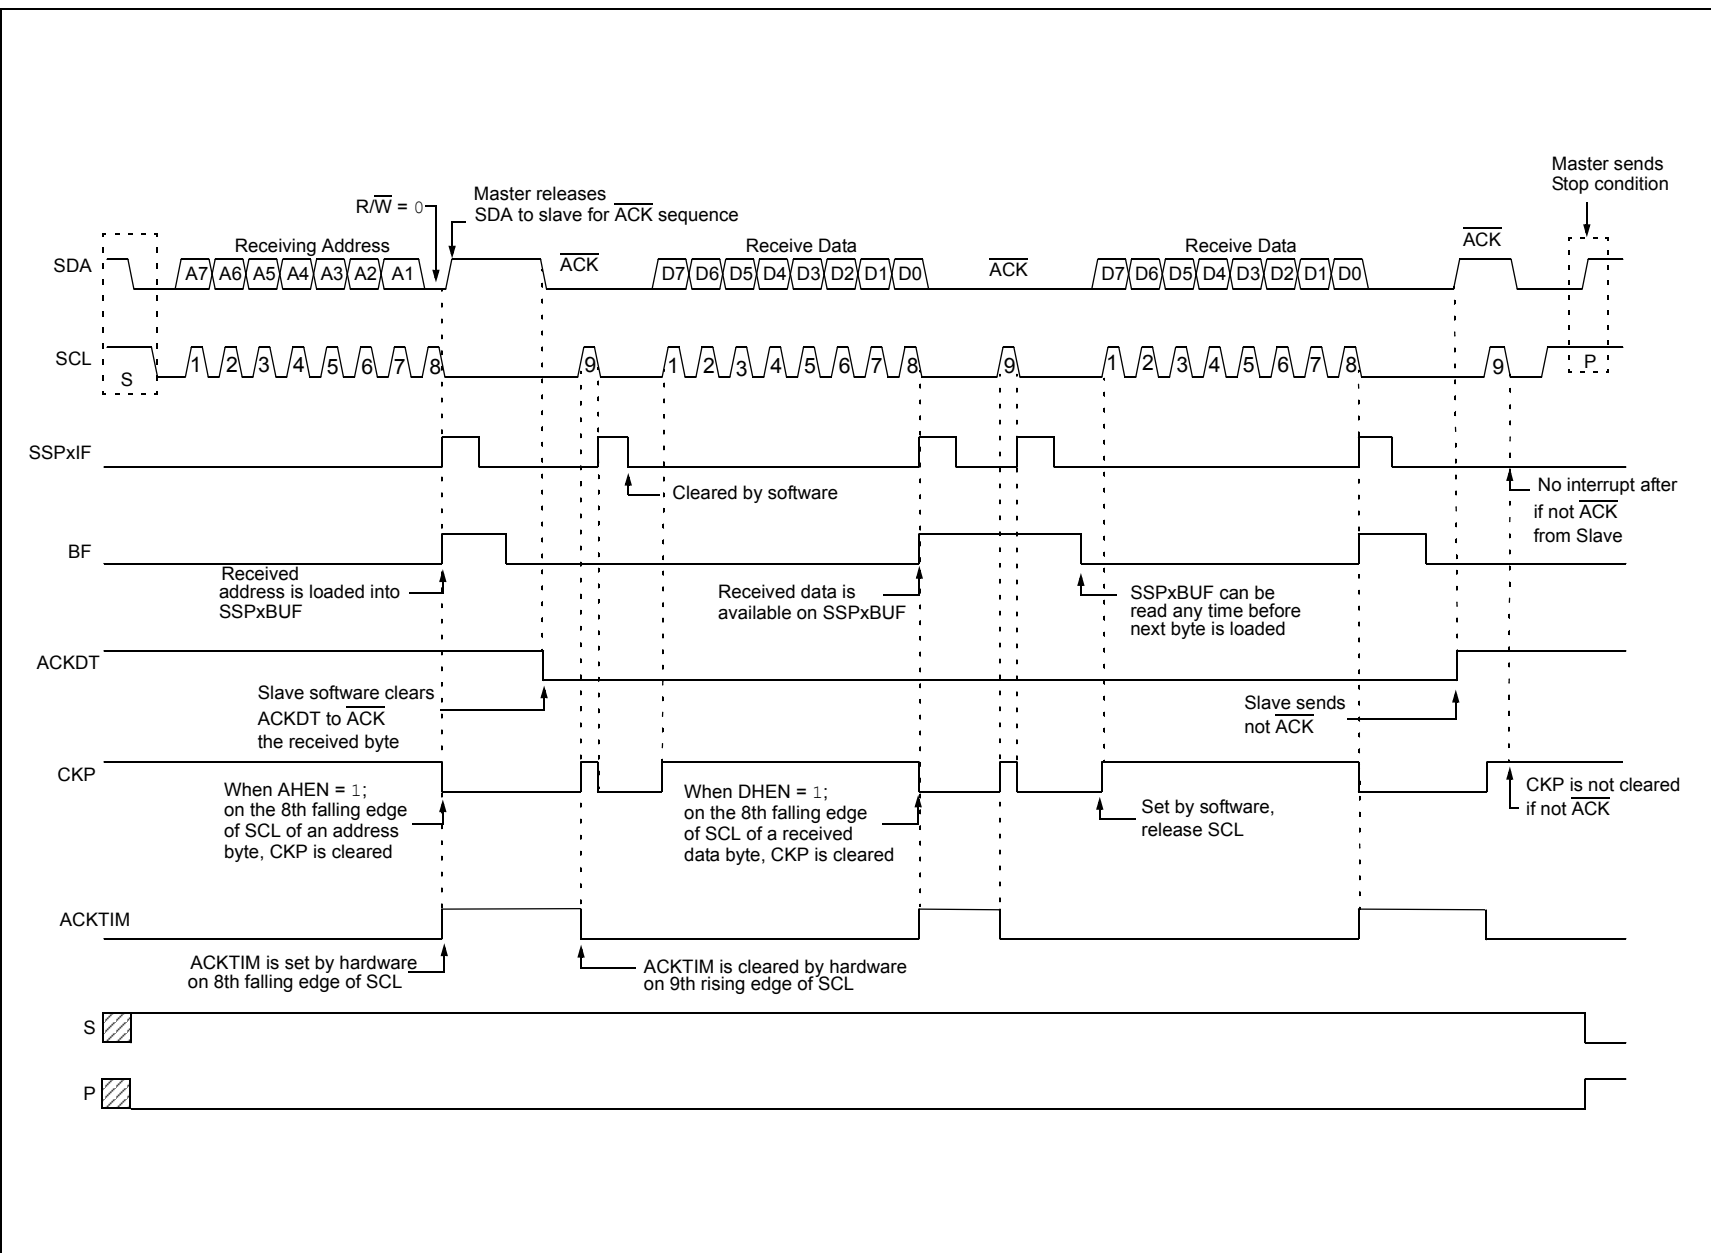 Master sends
Stop condition
R/W̅ = 0
Master releases
SDA to slave for A̅C̅K̅ sequence
SDA
Receiving Address
A7 A6 A5 A4 A3 A2 A1
A̅C̅K̅
Receive Data
D7 D6 D5 D4 D3 D2 D1 D0
A̅C̅K̅
Receive Data
D7 D6 D5 D4 D3 D2 D1 D0
A̅C̅K̅
SCL
S
1 2 3 4 5 6 7 8 9
1 2 3 4 5 6 7 8 9
1 2 3 4 5 6 7 8 9
P
SSPxIF
Cleared by software
No interrupt after
if not A̅C̅K̅
from Slave
BF
Received
address is loaded into
SSPxBUF
Received data is
available on SSPxBUF
SSPxBUF can be
read any time before
next byte is loaded
ACKDT
Slave software clears
ACKDT to A̅C̅K̅
the received byte
Slave sends
not A̅C̅K̅
CKP
When AHEN = 1;
on the 8th falling edge
of SCL of an address
byte, CKP is cleared
When DHEN = 1;
on the 8th falling edge
of SCL of a received
data byte, CKP is cleared
Set by software,
release SCL
CKP is not cleared
if not A̅C̅K̅
ACKTIM
ACKTIM is set by hardware
on 8th falling edge of SCL
ACKTIM is cleared by hardware
on 9th rising edge of SCL
S
P